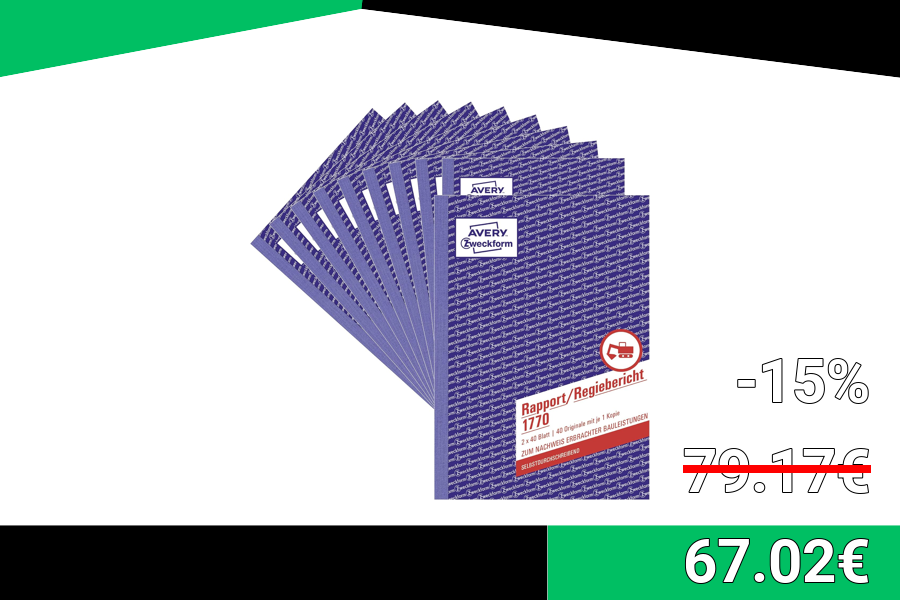 AVERY
AVERY
Zweckform
Rapport/Regiebericht
1770
2 x 40 Blatt | 40 Originale mit je 1 Kopie
ZUM NACHWEIS ERBRACHTER BAULEISTUNGEN
SELBSTDURCHSCHREIBEND
-15%
79.17€
67.02€